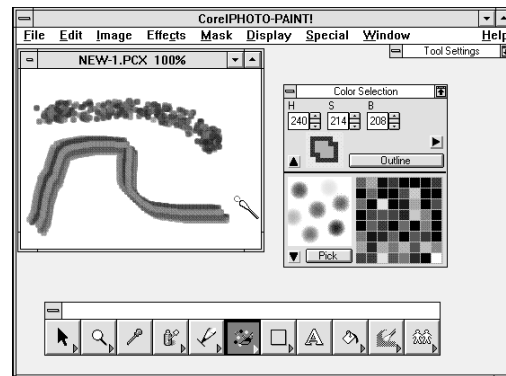 CorelPHOTO-PAINT!
File Edit Image Effects Mask Display Special Window Help
Tool Settings
NEW-1.PCX 100%
Color Selection
H S B
240 214 208
Outline
Pick
A